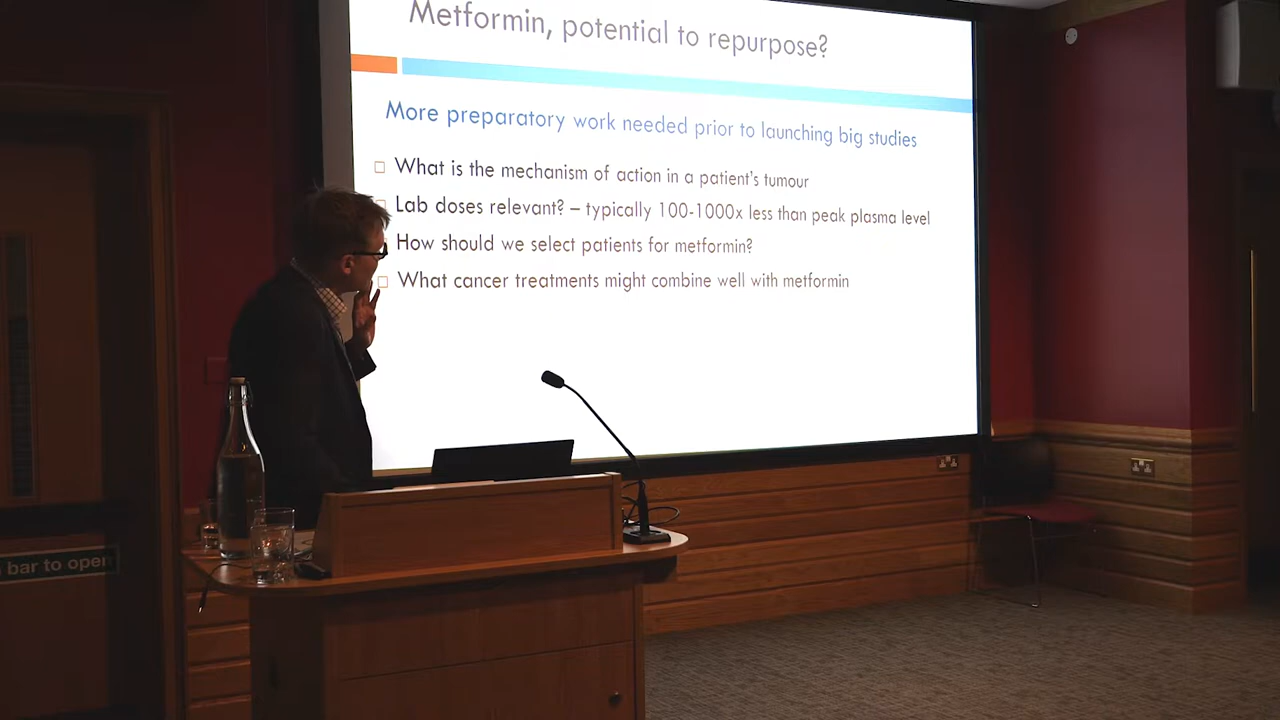 Metformin, potential to repurpose?
More preparatory work needed prior to launching big studies
What is the mechanism of action in a patient's tumour
Lab doses relevant? – typically 100-1000x less than peak plasma level
How should we select patients for metformin?
What cancer treatments might combine well with metformin
bar to open